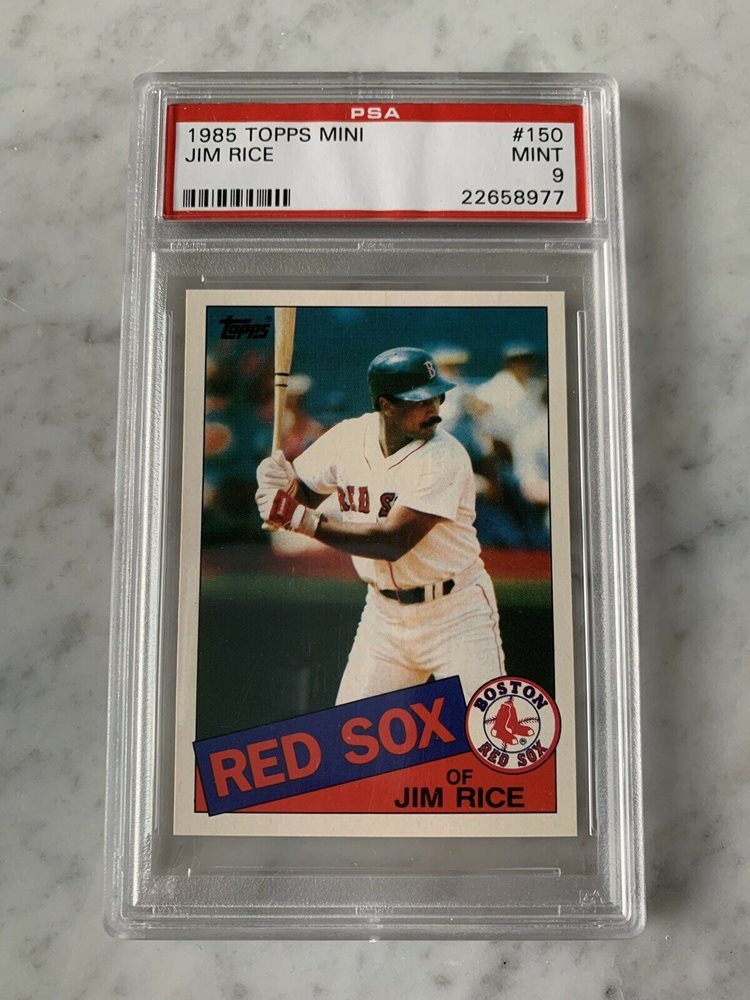 PSA
1985 TOPPS MINI #150
JIM RICE MINT
9
22658977
Topps
B
RED S
BOSTON
RED SOX
RED SOX
OF
JIM RICE